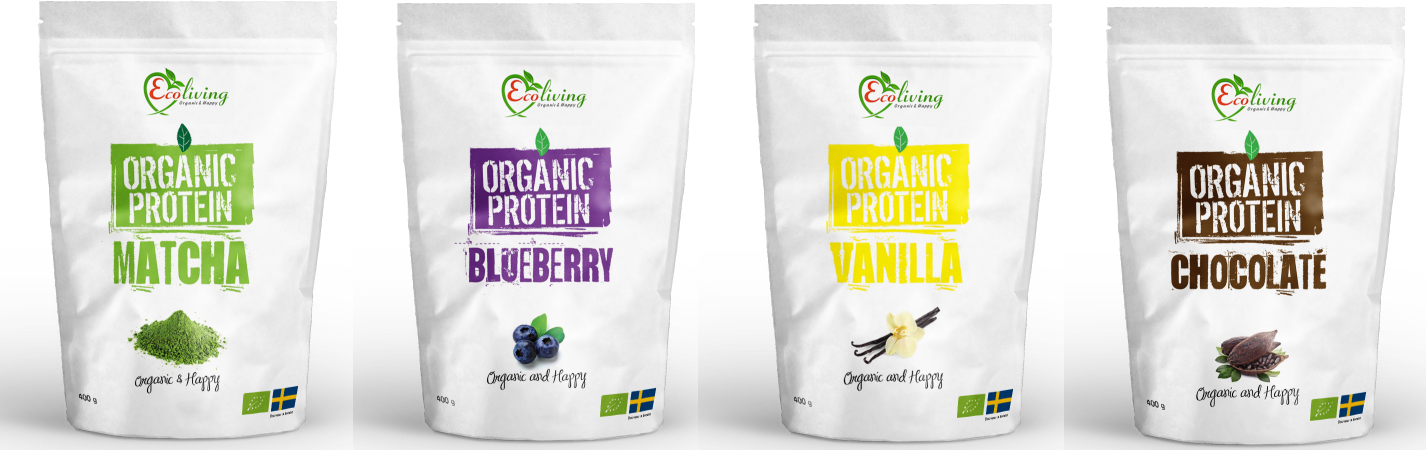 Ecoliving
Organic & Happy
ORGANIC
PROTEIN
MATCHA
Organic & Happy
400 g
Ecoliving
Organic & Happy
ORGANIC
PROTEIN
BLUEBERRY
Organic and Happy
400 g
Ecoliving
Organic & Happy
ORGANIC
PROTEIN
VANILLA
Organic and Happy
400 g
Ecoliving
Organic & Happy
ORGANIC
PROTEIN
CHOCOLATE
Organic and Happy
400 g